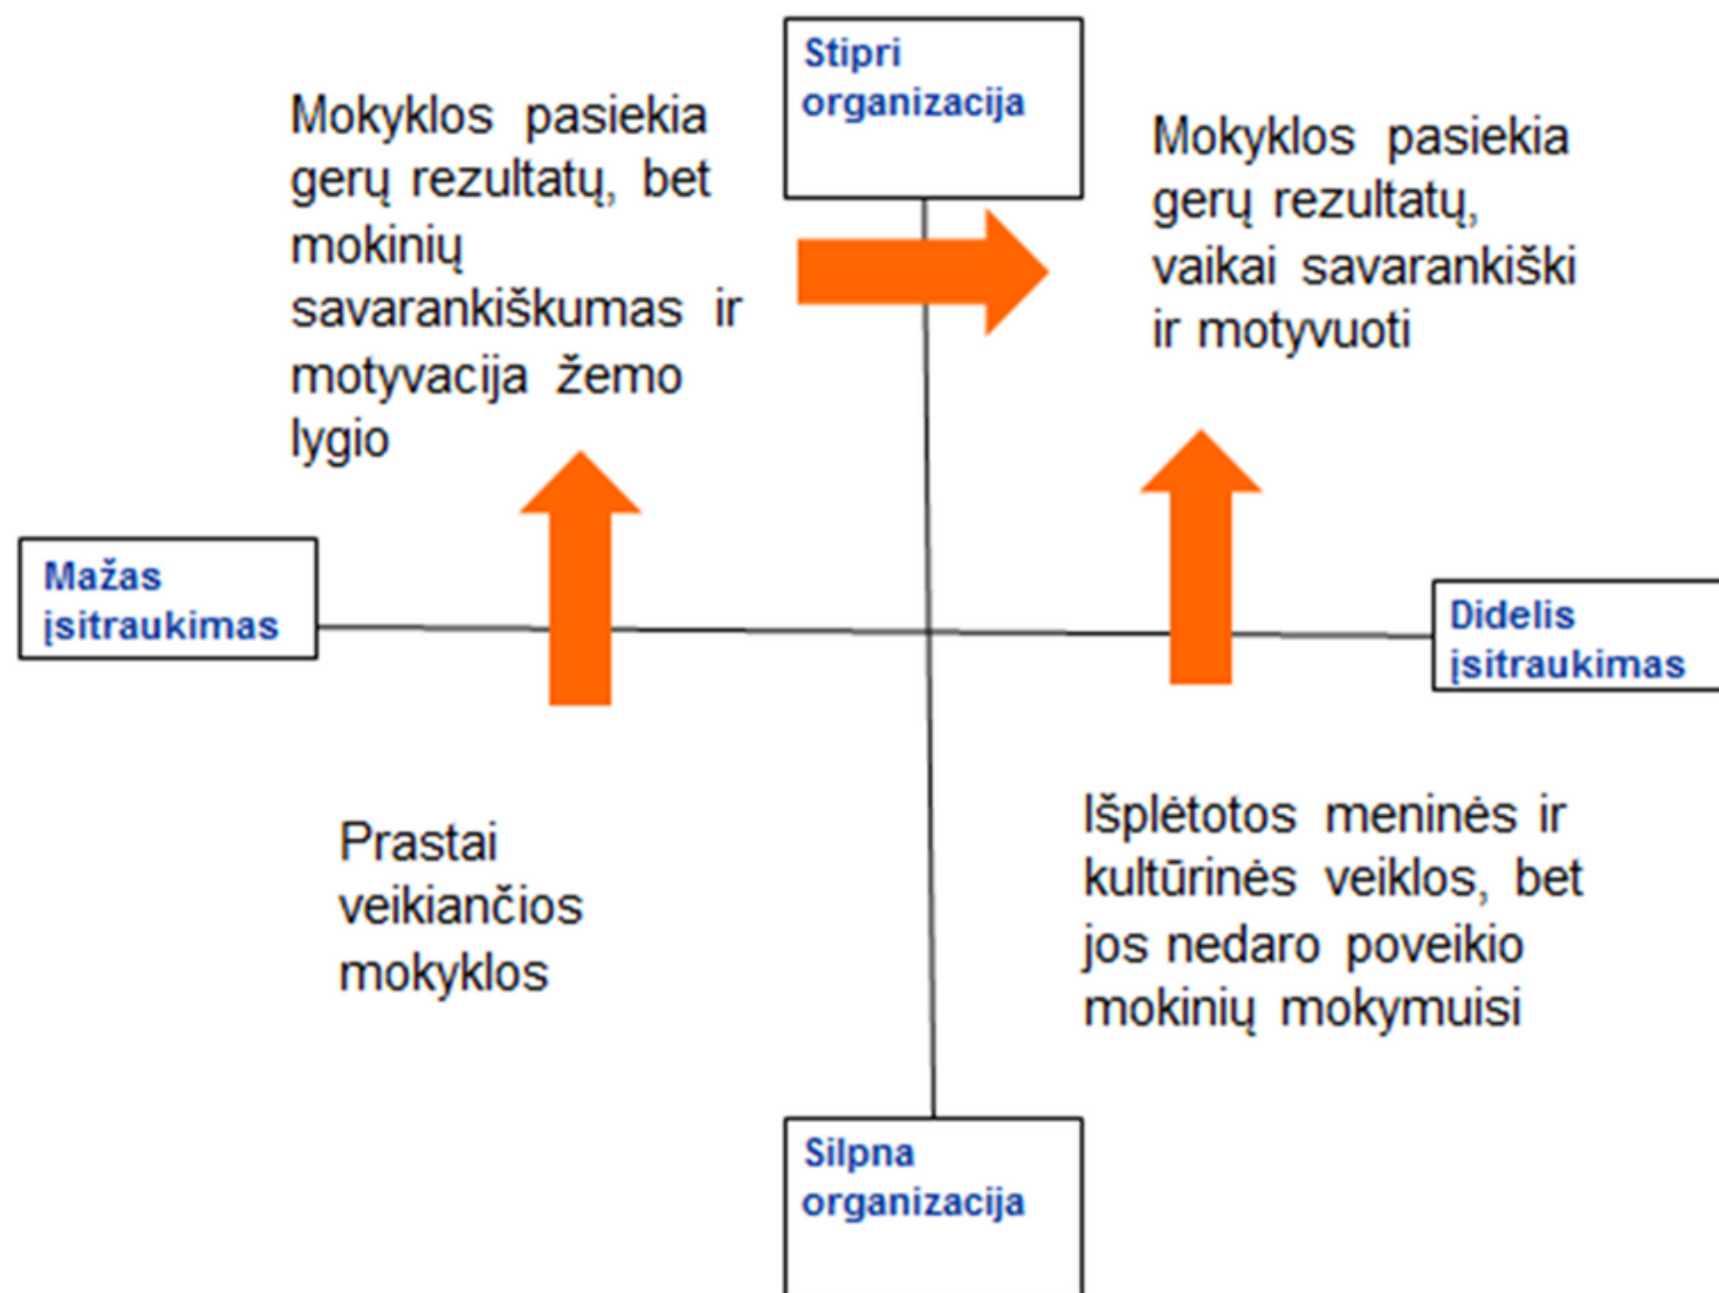 Stipri
organizacija
Mokyklos pasiekia
gerų rezultatų, bet
mokinių
savarankiškumas ir
motyvacija žemo
lygio
Mokyklos pasiekia
gerų rezultatų,
vaikai savarankiški
ir motyvuoti
Mažas
įsitraukimas
Didelis
įsitraukimas
Prastai
veikiančios
mokyklos
Išplėtotos meninės ir
kultūrinės veiklos, bet
jos nedaro poveikio
mokinių mokymuisi
Silpna
organizacija